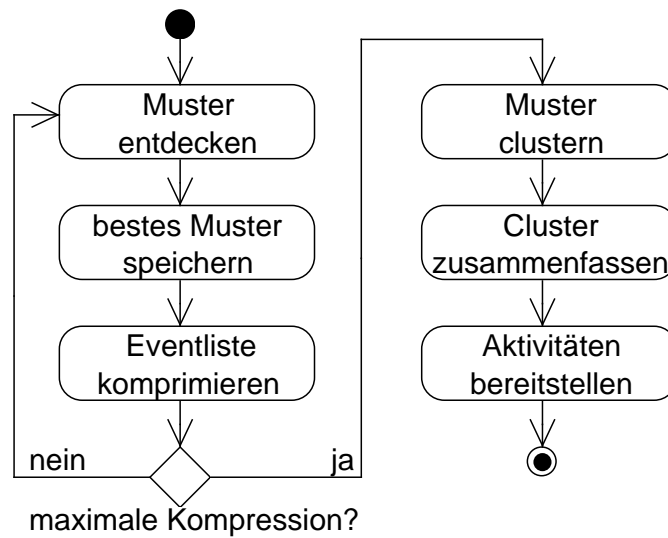 Muster
entdecken
bestes Muster
speichern
Eventliste
komprimieren
nein
ja
maximale Kompression?
Muster
clustern
Cluster
zusammenfassen
Aktivitäten
bereitstellen